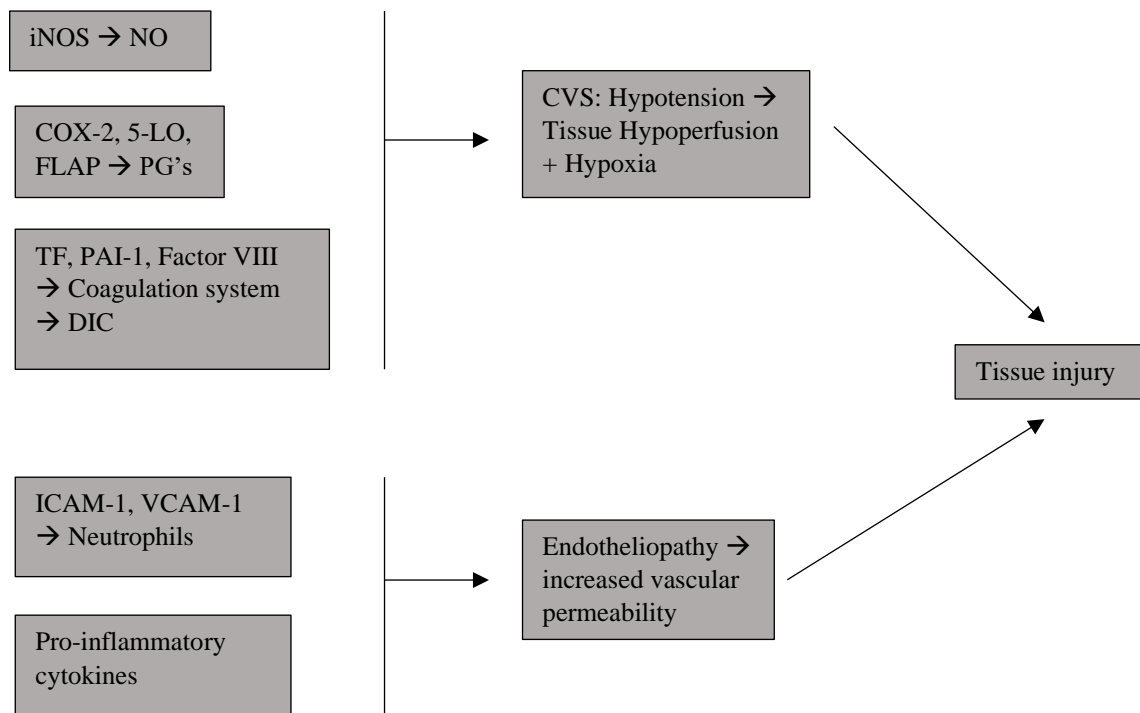 iNOS → NO
COX-2, 5-LO,
FLAP → PG's
TF, PAI-1, Factor VIII
→ Coagulation system
→ DIC
CVS: Hypotension →
Tissue Hypoperfusion
+ Hypoxia
Tissue injury
ICAM-1, VCAM-1
→ Neutrophils
Pro-inflammatory
cytokines
Endotheliopathy →
increased vascular
permeability